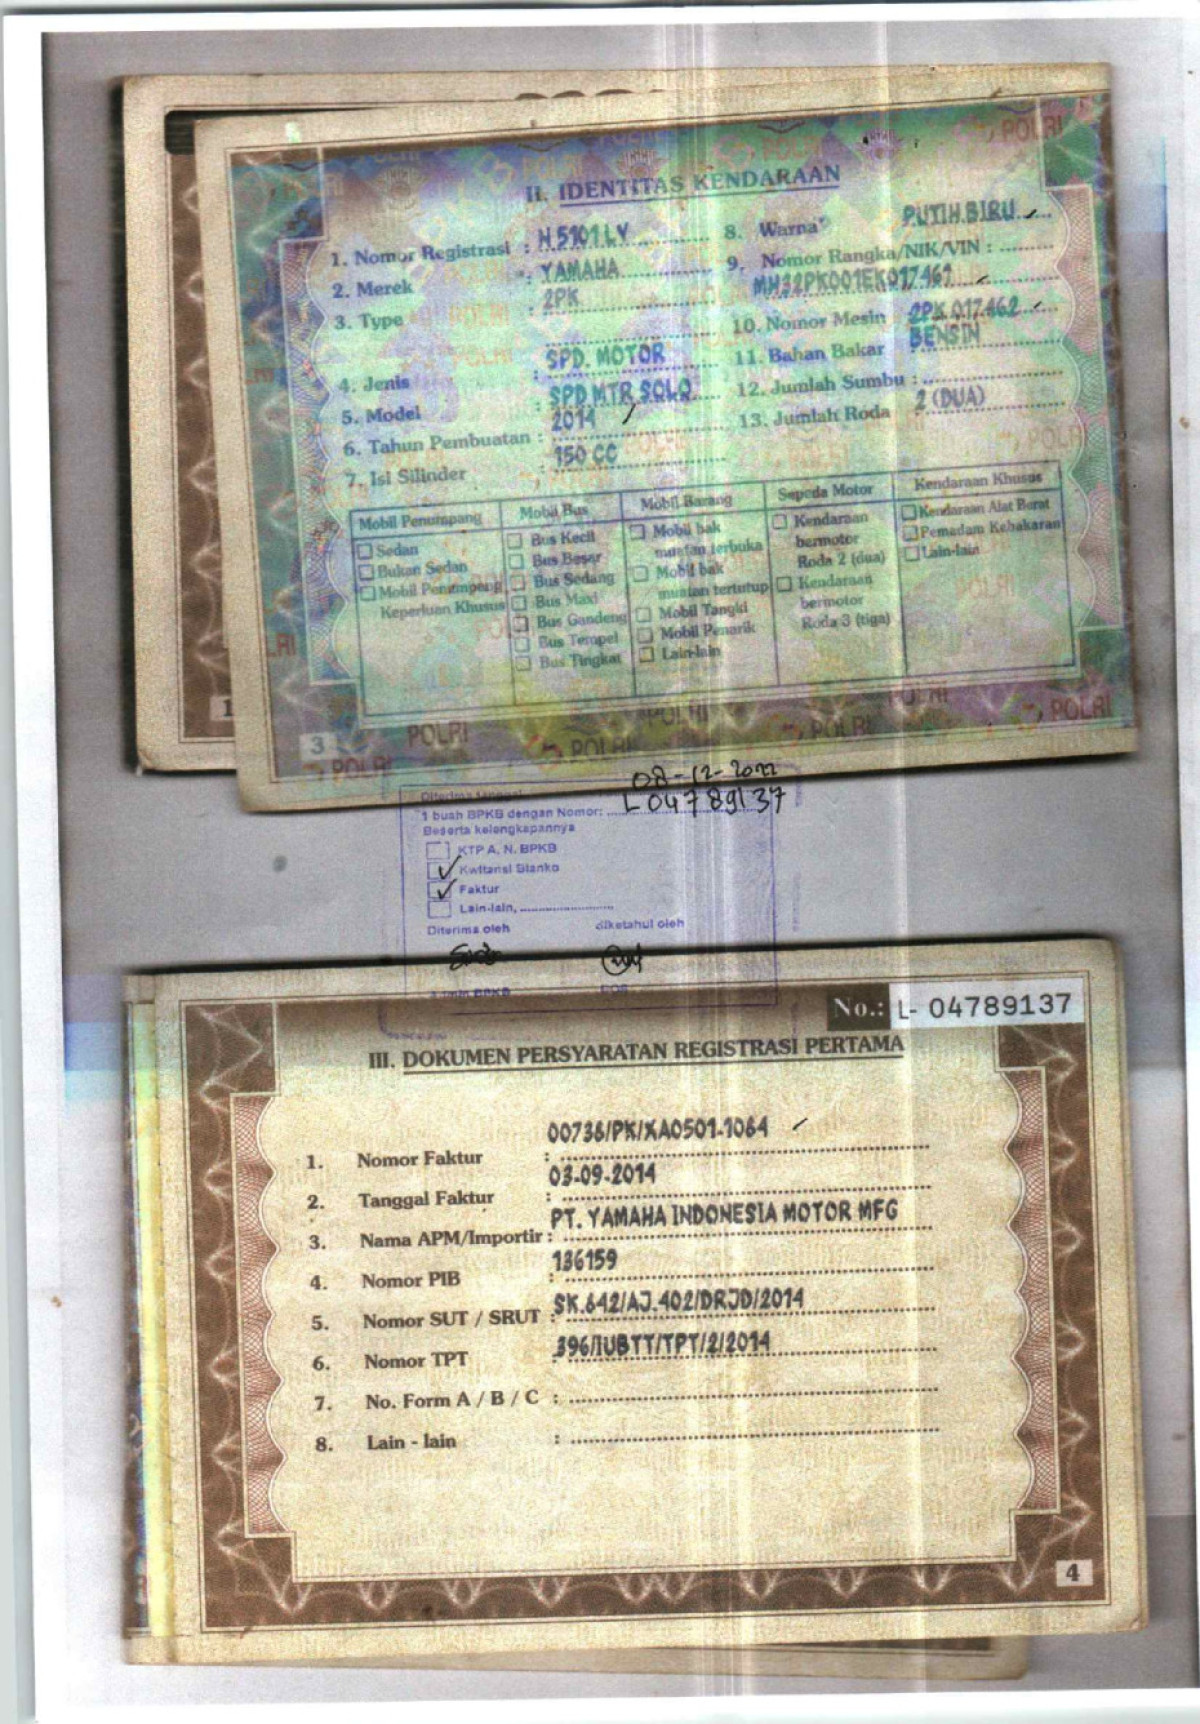 II. IDENTITAS KENDARAAN
1. Nomor Registrasi : N 5101 LV
2. Merek : YAMAHA
3. Type : 2PK
4. Jenis : SPD. MOTOR
5. Model : SPD MTR SOLO
6. Tahun Pembuatan : 2014
7. Isi Silinder : 150 CC
8. Warna : PUTIH.BIRU
9. Nomor Rangka/NIK/VIN :
MH32PK001EK017461
10. Nomor Mesin : 2PK.017462
11. Bahan Bakar : BENSIN
12. Jumlah Sumbu :
13. Jumlah Roda : 2 (DUA)
Mobil Penumpang
Sedan
Bukan Sedan
Mobil Penumpang
Keperluan Khusus
Mobil Bus
Bus Kecil
Bus Besar
Bus Sedang
Bus Maxi
Bus Gandeng
Bus Tempel
Bus Tingkat
Mobil Barang
Mobil bak
muatan terbuka
Mobil bak
muatan tertutup
Mobil Tangki
Mobil Penarik
Lain-lain
Sepeda Motor
Kendaraan
bermotor
Roda 2 (dua)
Kendaraan
bermotor
Roda 3 (tiga)
Kendaraan Khusus
Kendaraan Alat Berat
Pemadam Kebakaran
Lain-lain
POLRI
1
3
Diterima tanggal 08-12-2022
1 buah BPKB dengan Nomor: L04789137
Beserta kelengkapannya
KTP A. N. BPKB
Kwitansi Blanko
Faktur
Lain-lain,
Diterima oleh diketahui oleh
No.: L- 04789137
III. DOKUMEN PERSYARATAN REGISTRASI PERTAMA
1. Nomor Faktur : 00736/PK/XA0501-1064
2. Tanggal Faktur : 03-09-2014
3. Nama APM/Importir : PT. YAMAHA INDONESIA MOTOR MFG
4. Nomor PIB : 136159
5. Nomor SUT / SRUT : SK.642/AJ.402/DRJD/2014
6. Nomor TPT : 396/IUBTT/TPT/2/2014
7. No. Form A / B / C :
8. Lain - lain :
4